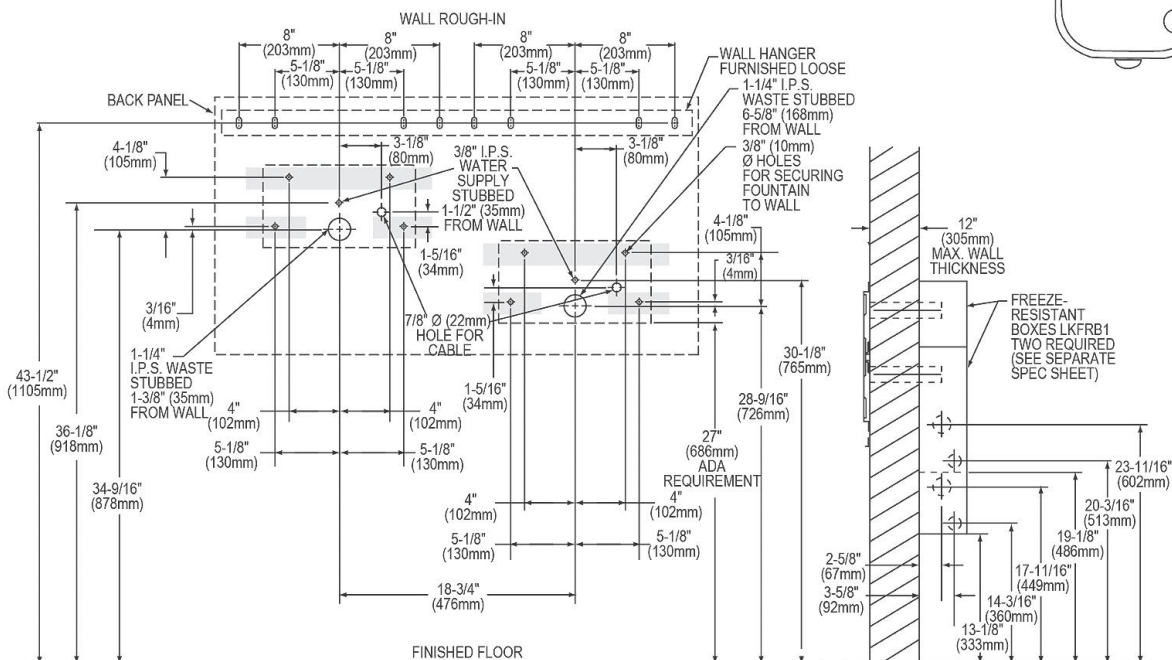 WALL ROUGH-IN
8"
(203mm)
8"
(203mm)
8"
(203mm)
8"
(203mm)
5-1/8"
(130mm)
5-1/8"
(130mm)
5-1/8"
(130mm)
5-1/8"
(130mm)
WALL HANGER
FURNISHED LOOSE
BACK PANEL
1-1/4" I.P.S.
WASTE STUBBED
6-5/8" (168mm)
FROM WALL
3/8" (10mm)
Ø HOLES
FOR SECURING
FOUNTAIN
TO WALL
4-1/8"
(105mm)
3-1/8"
(80mm)
3/8" I.P.S.
WATER
SUPPLY
STUBBED
1-1/2" (35mm)
FROM WALL
3-1/8"
(80mm)
4-1/8"
(105mm)
3/16"
(4mm)
12"
(305mm)
MAX. WALL
THICKNESS
1-5/16"
(34mm)
3/16"
(4mm)
7/8" Ø (22mm)
HOLE FOR
CABLE
FREEZE-
RESISTANT
BOXES LKFRB1
TWO REQUIRED
(SEE SEPARATE
SPEC SHEET)
1-1/4"
I.P.S. WASTE
STUBBED
1-3/8" (35mm)
FROM WALL
43-1/2"
(1105mm)
30-1/8"
(765mm)
1-5/16"
(34mm)
28-9/16"
(726mm)
4"
(102mm)
4"
(102mm)
36-1/8"
(918mm)
27"
(686mm)
ADA
REQUIREMENT
5-1/8"
(130mm)
5-1/8"
(130mm)
34-9/16"
(878mm)
23-11/16"
(602mm)
4"
(102mm)
4"
(102mm)
20-3/16"
(513mm)
5-1/8"
(130mm)
5-1/8"
(130mm)
19-1/8"
(486mm)
2-5/8"
(67mm)
17-11/16"
(449mm)
18-3/4"
(476mm)
3-5/8"
(92mm)
14-3/16"
(360mm)
13-1/8"
(333mm)
FINISHED FLOOR